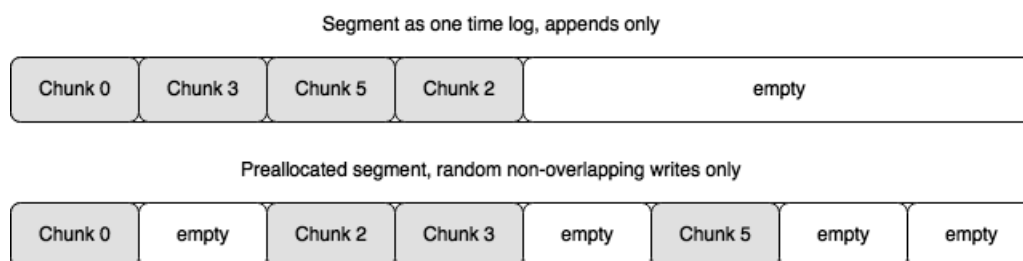 Segment as one time log, appends only
Chunk 0 Chunk 3 Chunk 5 Chunk 2 empty
Preallocated segment, random non-overlapping writes only
Chunk 0 empty Chunk 2 Chunk 3 empty Chunk 5 empty empty